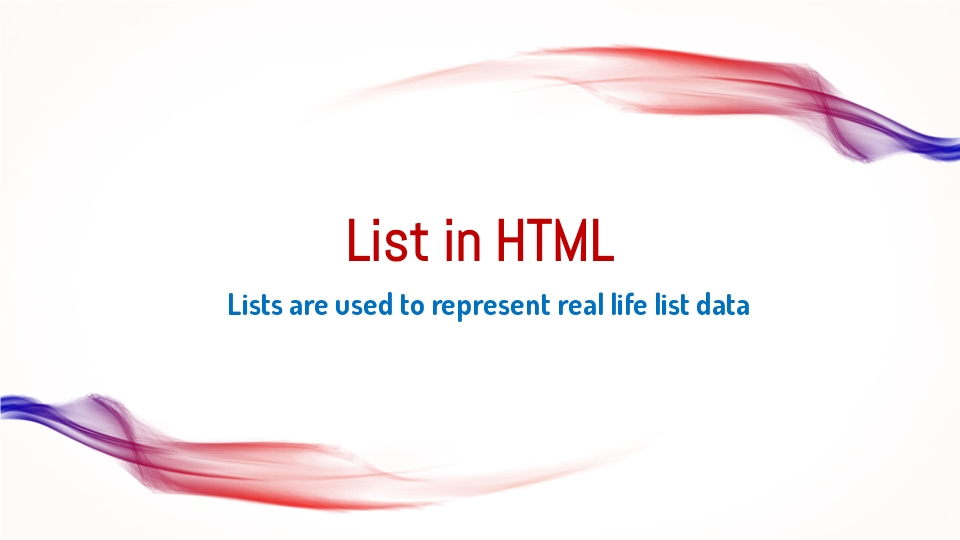 List in HTML
Lists are used to represent real life list data